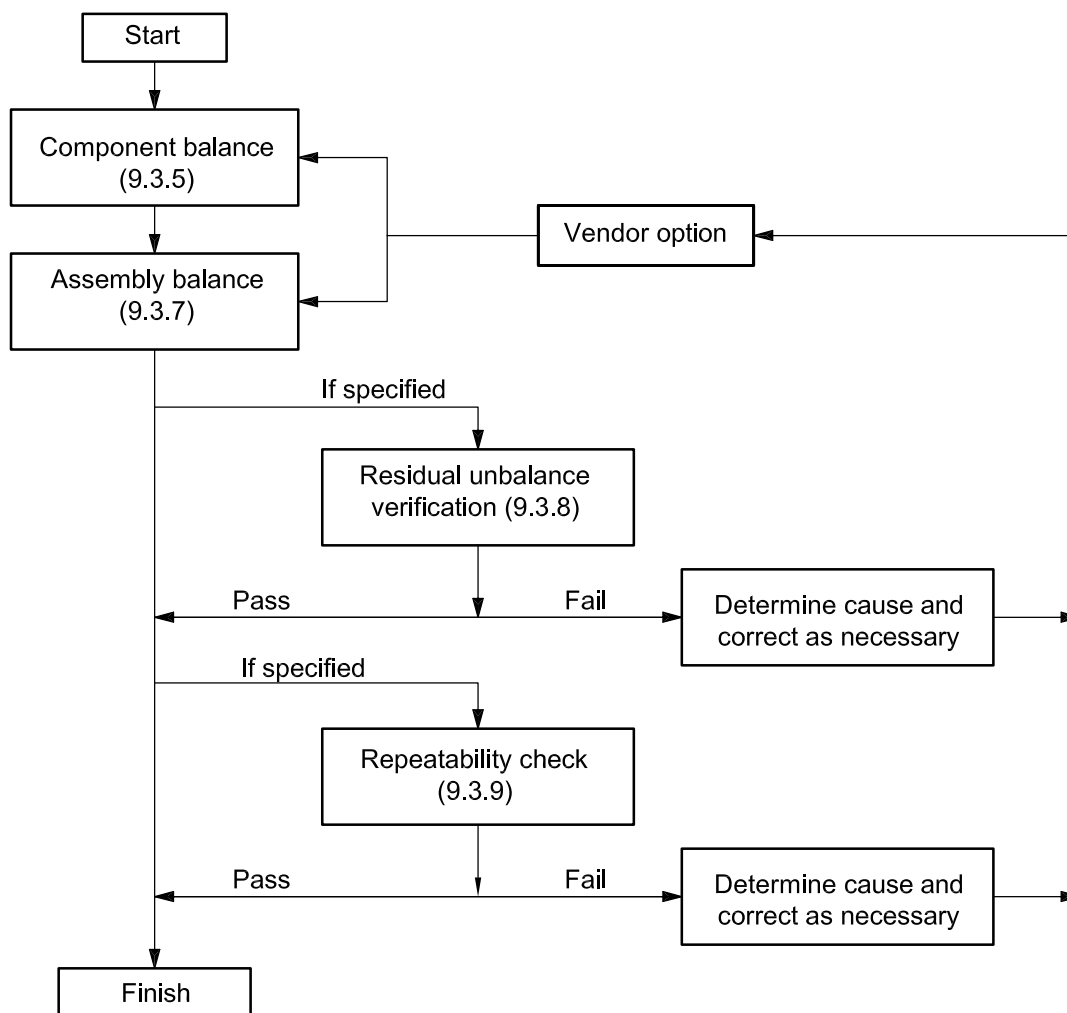 Start
Component balance
(9.3.5)
Vendor option
Assembly balance
(9.3.7)
If specified
Residual unbalance
verification (9.3.8)
Pass
Fail
Determine cause and
correct as necessary
If specified
Repeatability check
(9.3.9)
Pass
Fail
Determine cause and
correct as necessary
Finish